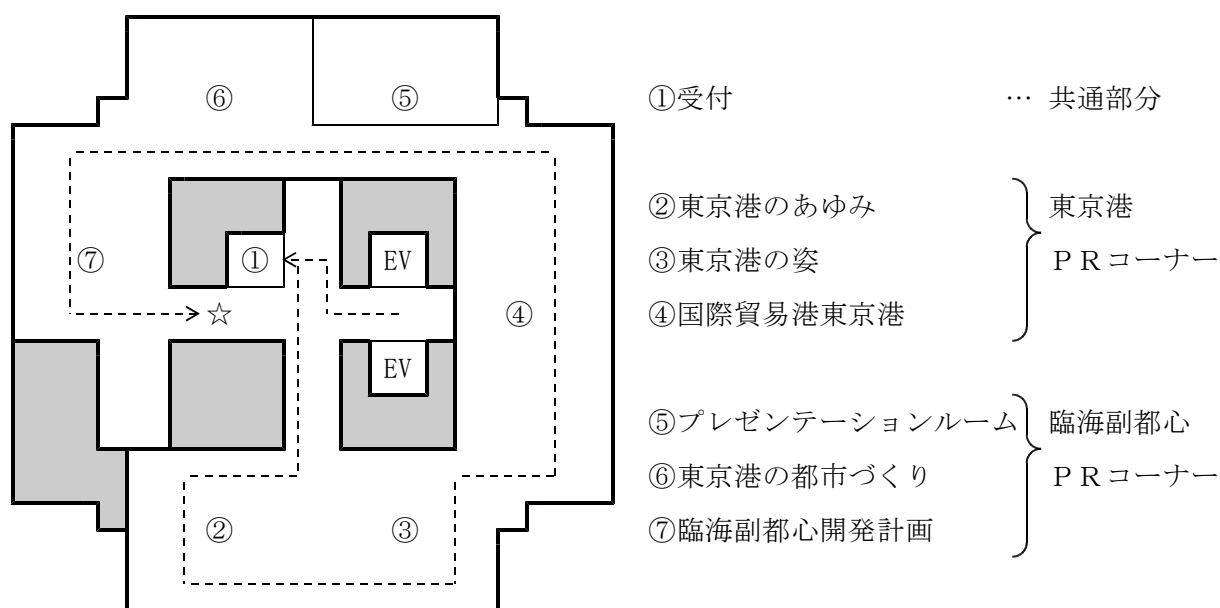 ⑥ ⑤
⑦ ① EV
☆ ④
EV
② ③
①受付 … 共通部分
②東京港のあゆみ
③東京港の姿
④国際貿易港東京港
東京港
ＰＲコーナー
⑤プレゼンテーションルーム
⑥東京港の都市づくり
⑦臨海副都心開発計画
臨海副都心
ＰＲコーナー